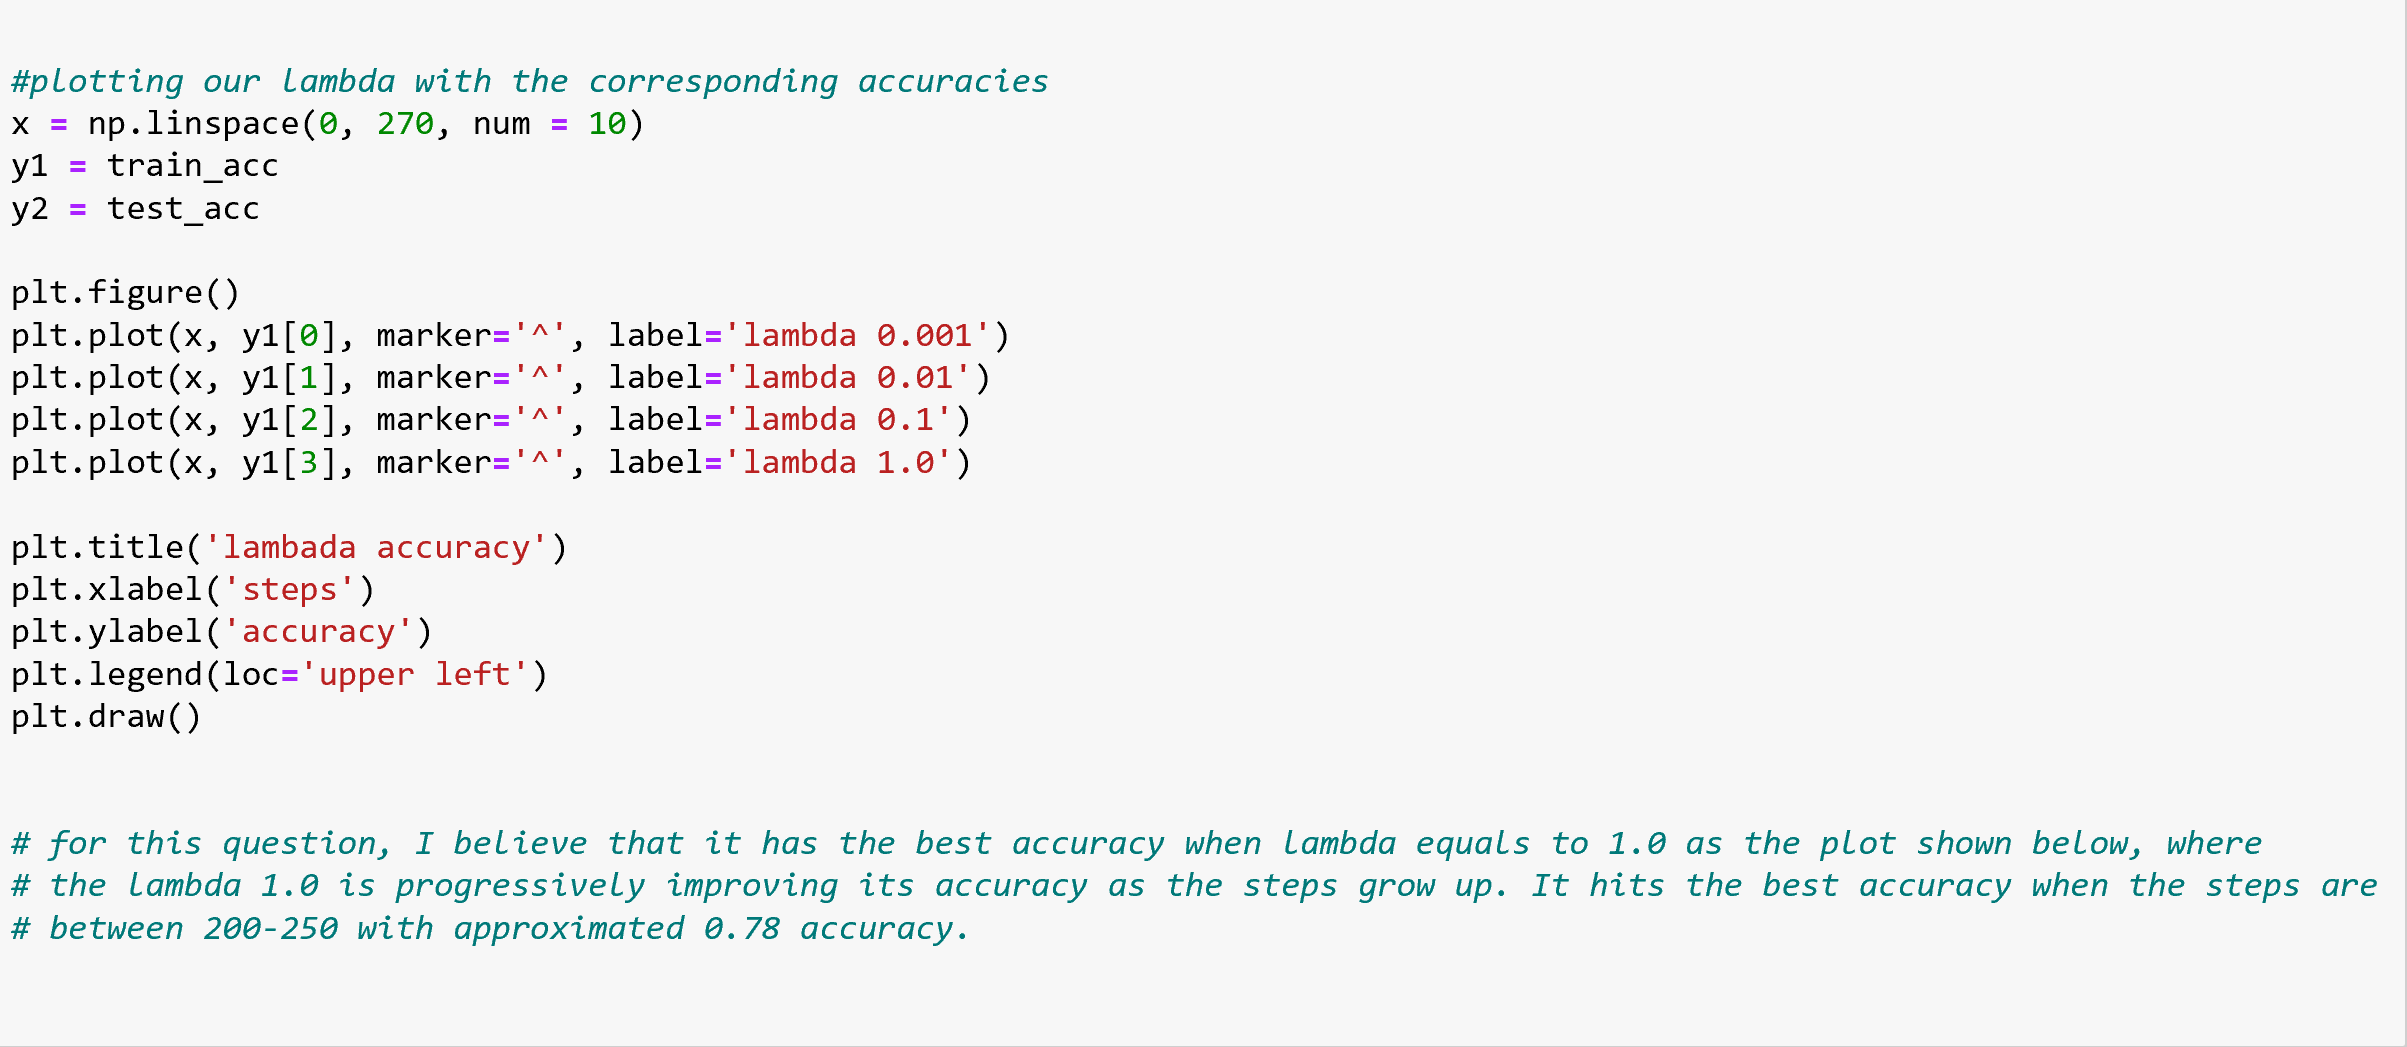 #plotting our lambda with the corresponding accuracies
x = np.linspace(0, 270, num = 10)
y1 = train_acc
y2 = test_acc
plt.figure()
plt.plot(x, y1[0], marker='^', label='lambda 0.001')
plt.plot(x, y1[1], marker='^', label='lambda 0.01')
plt.plot(x, y1[2], marker='^', label='lambda 0.1')
plt.plot(x, y1[3], marker='^', label='lambda 1.0')
plt.title('lambada accuracy')
plt.xlabel('steps')
plt.ylabel('accuracy')
plt.legend(loc='upper left')
plt.draw()
# for this question, I believe that it has the best accuracy when lambda equals to 1.0 as the plot shown below, where
# the lambda 1.0 is progressively improving its accuracy as the steps grow up. It hits the best accuracy when the steps are
# between 200-250 with approximated 0.78 accuracy.